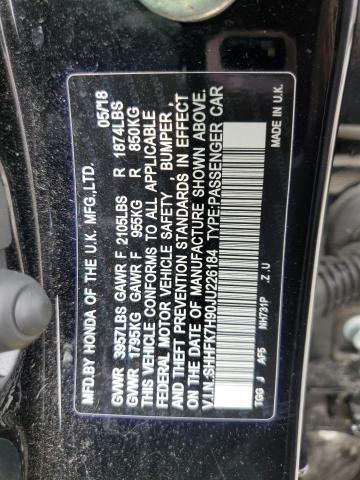 MFD.BY HONDA OF THE U.K. MFG.,LTD. 05/18
GVWR 3957LBS GAWR F 2105LBS R 1874LBS
GVWR 1795KG GAWR F 955KG R 850KG
THIS VEHICLE CONFORMS TO ALL APPLICABLE
FEDERAL MOTOR VEHICLE SAFETY, BUMPER,
AND THEFT PREVENTION STANDARDS IN EFFECT
ON THE DATE OF MANUFACTURE SHOWN ABOVE.
V.I.N.:SHHFK7H90JU226184 TYPE:PASSENGER CAR
TGG J AF5 NH731P .Z.U MADE IN U.K.